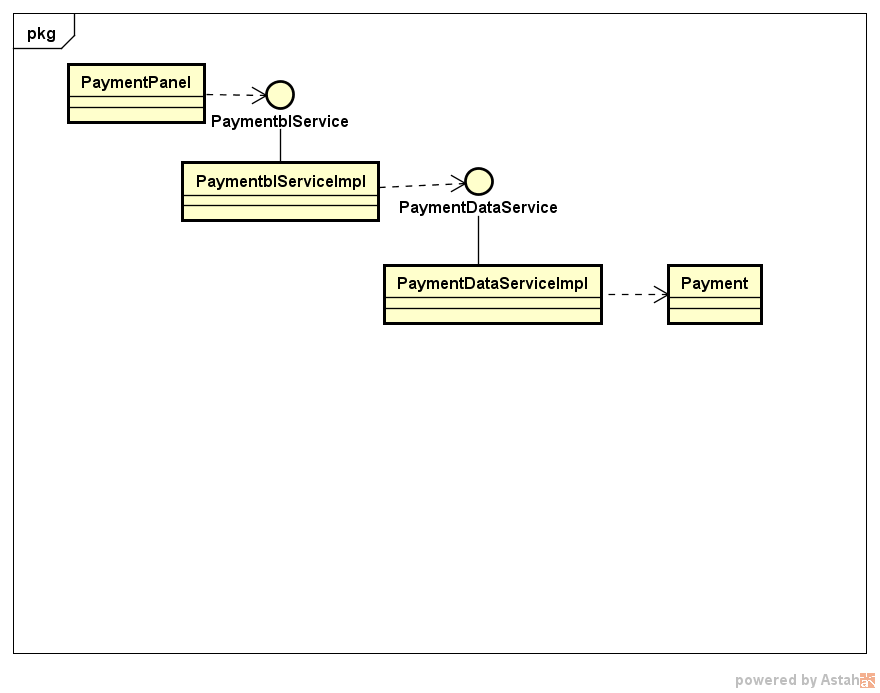 pkg
PaymentPanel
PaymentblService
PaymentblServiceImpl
PaymentDataService
PaymentDataServiceImpl
Payment
powered by Astah